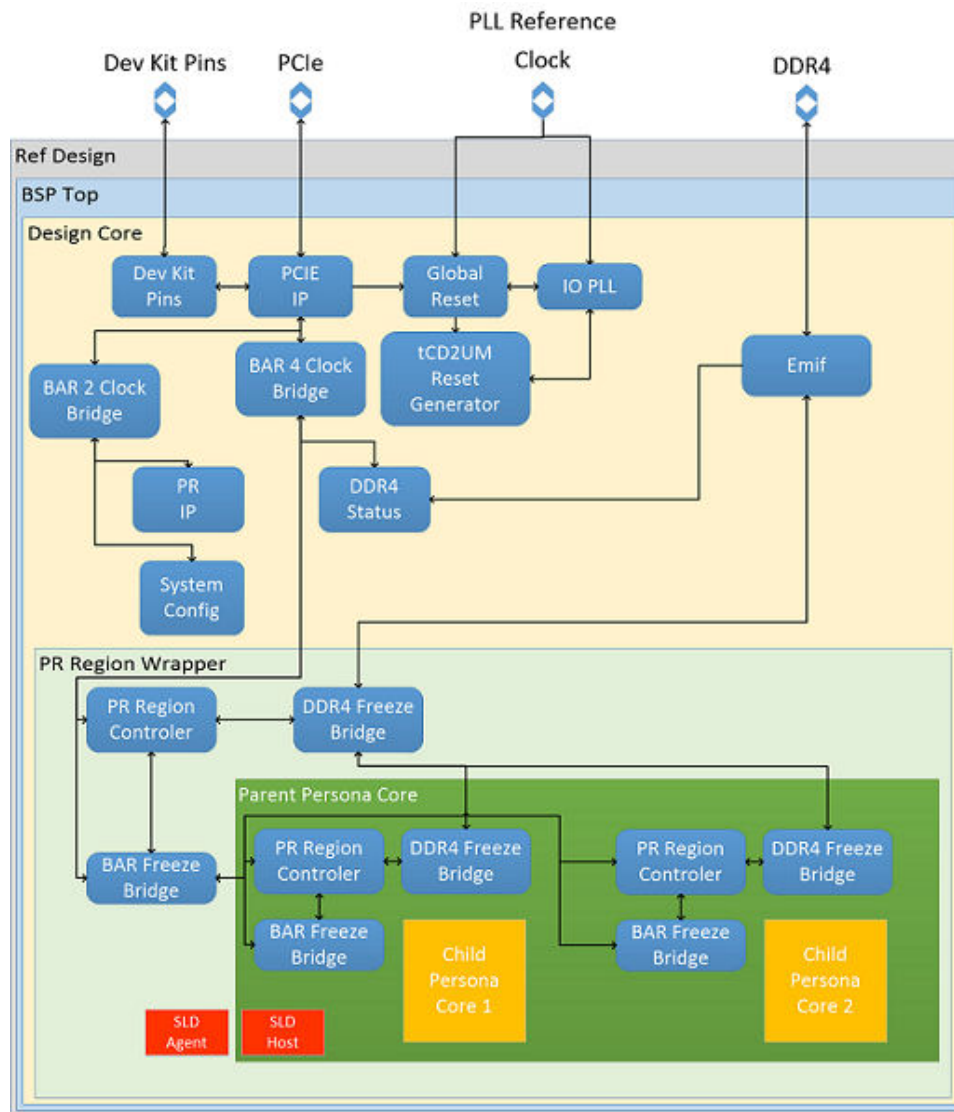 PLL Reference
Clock
Dev Kit Pins
PCIe
DDR4
Ref Design
BSP Top
Design Core
Dev Kit
Pins
PCIE
IP
Global
Reset
IO PLL
BAR 2 Clock
Bridge
BAR 4 Clock
Bridge
tCD2UM
Reset
Generator
Emif
PR
IP
DDR4
Status
System
Config
PR Region Wrapper
PR Region
Controler
DDR4 Freeze
Bridge
Parent Persona Core
BAR Freeze
Bridge
PR Region
Controler
DDR4 Freeze
Bridge
PR Region
Controler
DDR4 Freeze
Bridge
BAR Freeze
Bridge
Child
Persona
Core 1
BAR Freeze
Bridge
Child
Persona
Core 2
SLD
Agent
SLD
Host